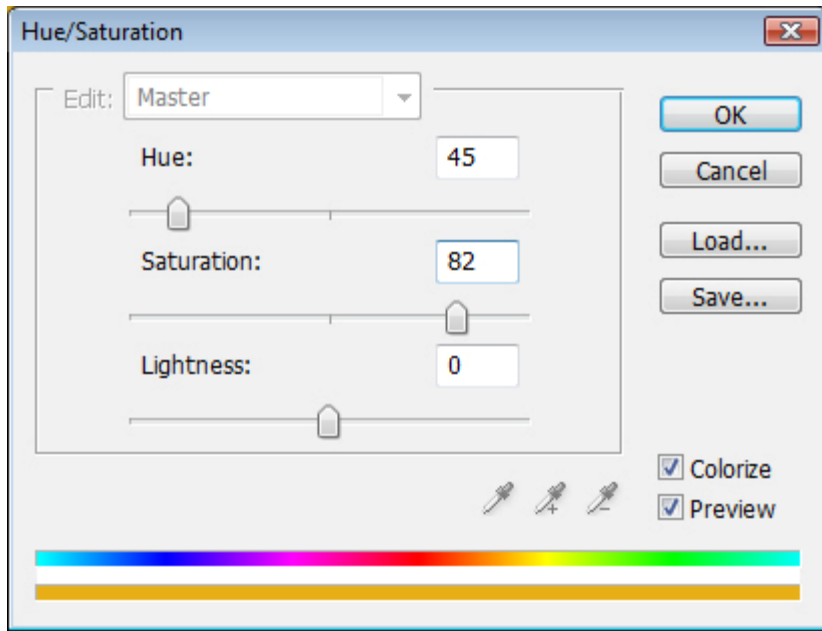 Hue/Saturation
Edit: Master
OK
Hue: 45
Cancel
Load...
Saturation: 82
Save...
Lightness: 0
Colorize
Preview